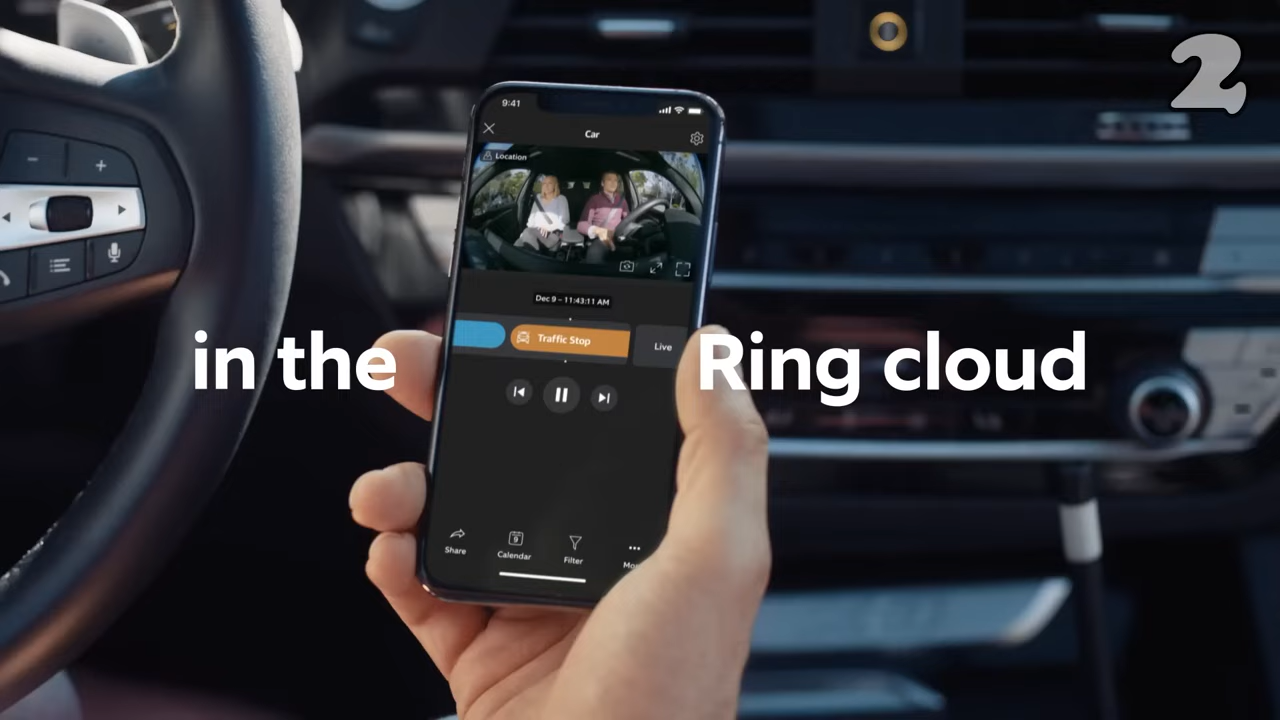 2
9:41
Car
Location
Dec 9 – 11:43:11 AM
Traffic Stop
Live
in the Ring cloud
9
Share
Calendar
Filter